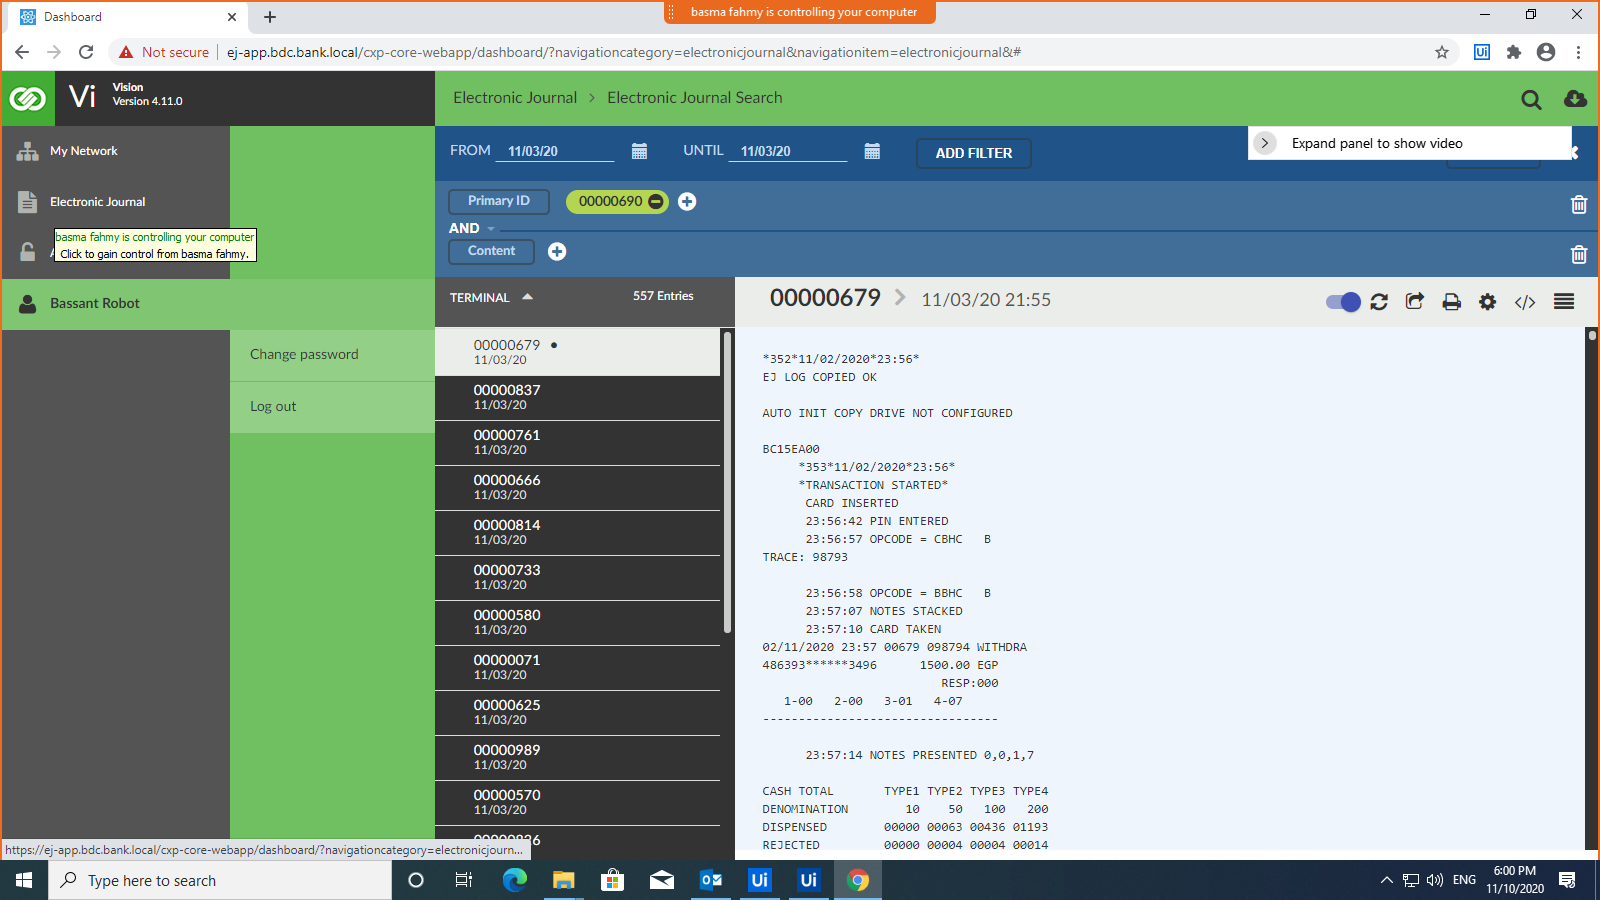 Dashboard
basma fahmy is controlling your computer
Not secure
ej-app.bdc.bank.local/cxp-core-webapp/dashboard/?navigationcategory=electronicjournal&navigationitem=electronicjournal&#
Vi
Vision
Version 4.11.0
Electronic Journal > Electronic Journal Search
My Network
FROM 11/03/20
UNTIL 11/03/20
ADD FILTER
Expand panel to show video
Electronic Journal
Primary ID
00000690
AND
Content
basma fahmy is controlling your computer
Click to gain control from basma fahmy.
Bassant Robot
Change password
Log out
TERMINAL
557 Entries
00000679
11/03/20
00000837
11/03/20
00000761
11/03/20
00000666
11/03/20
00000814
11/03/20
00000733
11/03/20
00000580
11/03/20
00000071
11/03/20
00000625
11/03/20
00000989
11/03/20
00000570
11/03/20
00000679 > 11/03/20 21:55
*352*11/02/2020*23:56*
EJ LOG COPIED OK
AUTO INIT COPY DRIVE NOT CONFIGURED
BC15EA00
*353*11/02/2020*23:56*
*TRANSACTION STARTED*
CARD INSERTED
23:56:42 PIN ENTERED
23:56:57 OPCODE = CBHC   B
TRACE: 98793
23:56:58 OPCODE = BBHC   B
23:57:07 NOTES STACKED
23:57:10 CARD TAKEN
02/11/2020 23:57 00679 098794 WITHDRA
486393******3496      1500.00 EGP
RESP:000
1-00   2-00   3-01   4-07
---------------------------------
23:57:14 NOTES PRESENTED 0,0,1,7
CASH TOTAL       TYPE1 TYPE2 TYPE3 TYPE4
DENOMINATION        10    50   100   200
DISPENSED        00000 00063 00436 01193
REJECTED         00000 00004 00004 00014
https://ej-app.bdc.bank.local/cxp-core-webapp/dashboard/?navigationcategory=electronicjourn...
Type here to search
Ui
Ui
ENG
6:00 PM
11/10/2020